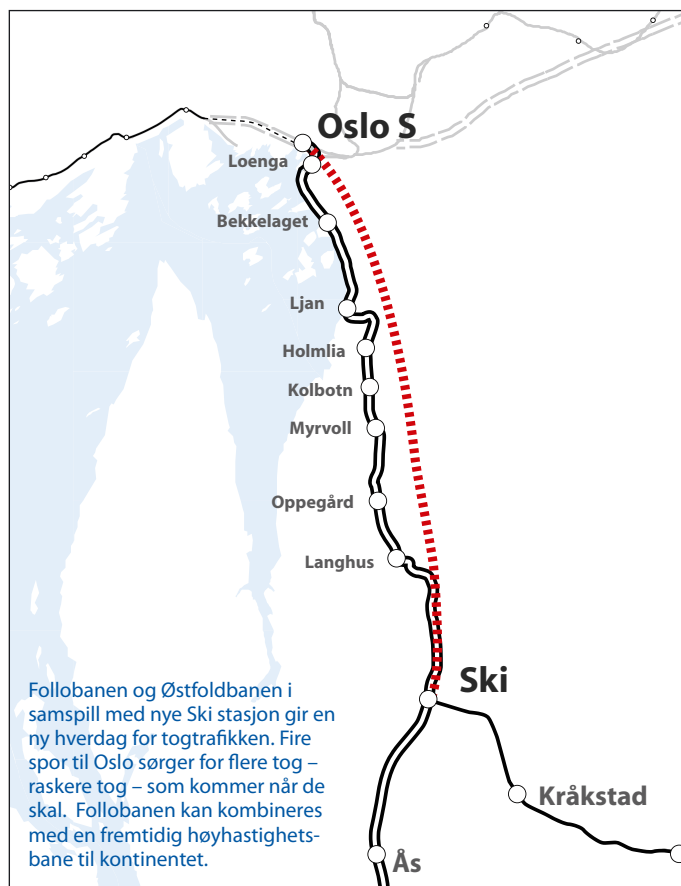 Oslo S
Loenga
Bekkelaget
Ljan
Holmlia
Kolbotn
Myrvoll
Oppegård
Langhus
Ski
Follobanen og Østfoldbanen i
samspill med nye Ski stasjon gir en
ny hverdag for togtrafikken. Fire
spor til Oslo sørger for flere tog –
raskere tog – som kommer når de
skal.  Follobanen kan kombineres
med en fremtidig høyhastighets-
bane til kontinentet.
Kråkstad
Ås